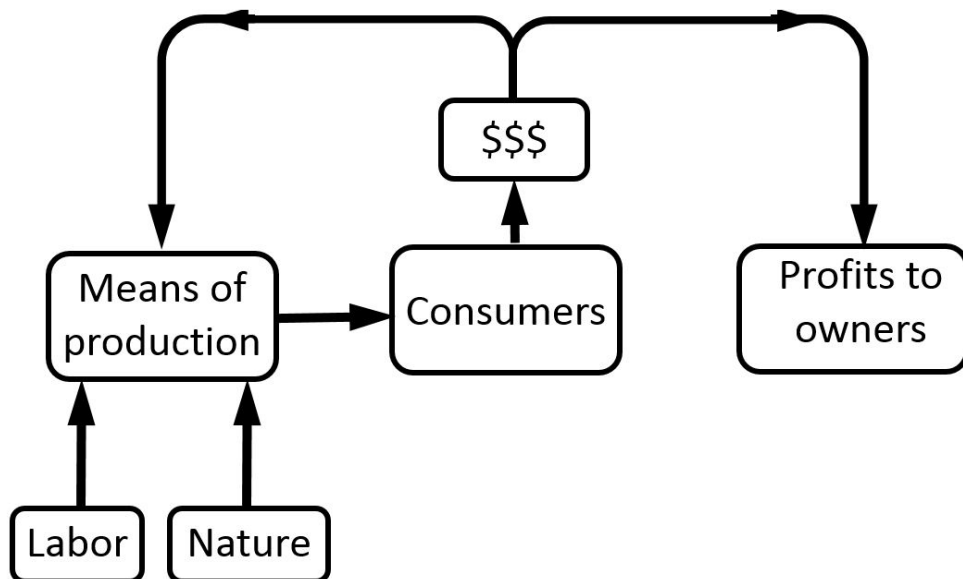 $$$
Means of
production
Consumers
Profits to
owners
Labor
Nature